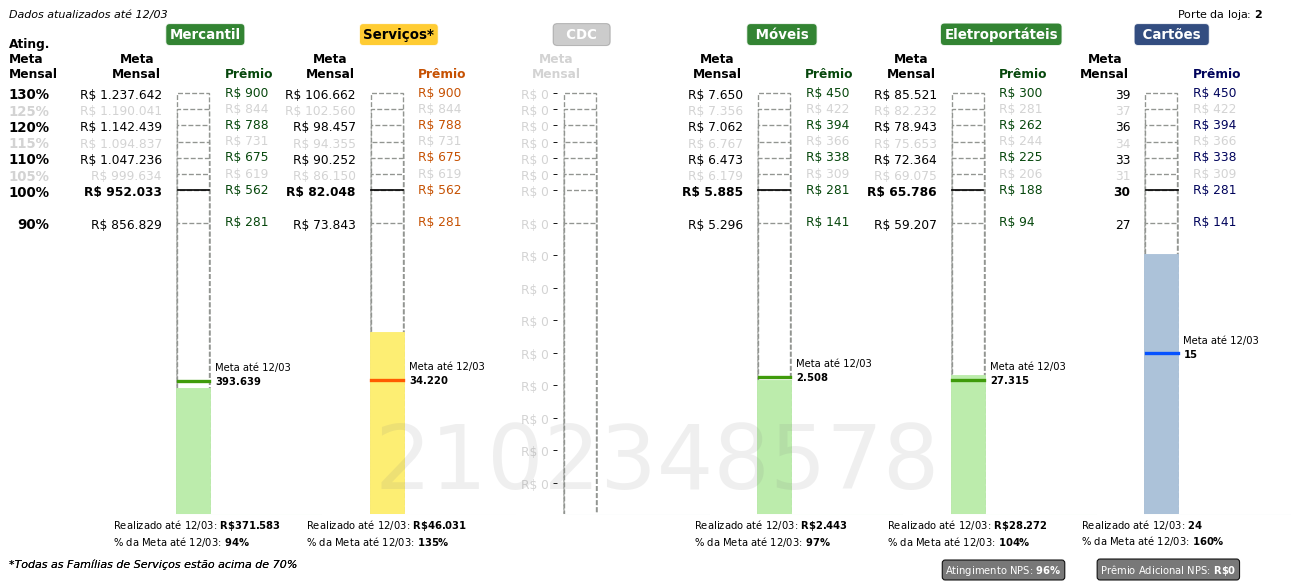 Dados atualizados até 12/03
Porte da loja: 2
Mercantil Serviços* CDC Móveis Eletroportáteis Cartões
Ating. Meta Mensal
Meta Mensal Prêmio Meta Mensal Prêmio Meta Mensal Meta Mensal Prêmio Meta Mensal Prêmio Meta Mensal Prêmio
130% R$ 1.237.642 R$ 900 R$ 106.662 R$ 900 R$ 0 R$ 7.650 R$ 450 R$ 85.521 R$ 300 39 R$ 450
125% R$ 1.190.041 R$ 844 R$ 102.560 R$ 844 R$ 0 R$ 7.356 R$ 422 R$ 82.232 R$ 281 37 R$ 422
120% R$ 1.142.439 R$ 788 R$ 98.457 R$ 788 R$ 0 R$ 7.062 R$ 394 R$ 78.943 R$ 262 36 R$ 394
115% R$ 1.094.837 R$ 731 R$ 94.355 R$ 731 R$ 0 R$ 6.767 R$ 366 R$ 75.653 R$ 244 34 R$ 366
110% R$ 1.047.236 R$ 675 R$ 90.252 R$ 675 R$ 0 R$ 6.473 R$ 338 R$ 72.364 R$ 225 33 R$ 338
105% R$ 999.634 R$ 619 R$ 86.150 R$ 619 R$ 0 R$ 6.179 R$ 309 R$ 69.075 R$ 206 31 R$ 309
100% R$ 952.033 R$ 562 R$ 82.048 R$ 562 R$ 0 R$ 5.885 R$ 281 R$ 65.786 R$ 188 30 R$ 281
90% R$ 856.829 R$ 281 R$ 73.843 R$ 281 R$ 0 R$ 5.296 R$ 141 R$ 59.207 R$ 94 27 R$ 141
R$ 0
R$ 0
R$ 0
R$ 0
R$ 0
R$ 0
R$ 0
R$ 0
Meta até 12/03
393.639
Meta até 12/03
34.220
Meta até 12/03
2.508
Meta até 12/03
27.315
Meta até 12/03
15
2102348578
Realizado até 12/03: R$371.583
% da Meta até 12/03: 94%
Realizado até 12/03: R$46.031
% da Meta até 12/03: 135%
Realizado até 12/03: R$2.443
% da Meta até 12/03: 97%
Realizado até 12/03: R$28.272
% da Meta até 12/03: 104%
Realizado até 12/03: 24
% da Meta até 12/03: 160%
*Todas as Famílias de Serviços estão acima de 70%
Atingimento NPS: 96%
Prêmio Adicional NPS: R$0